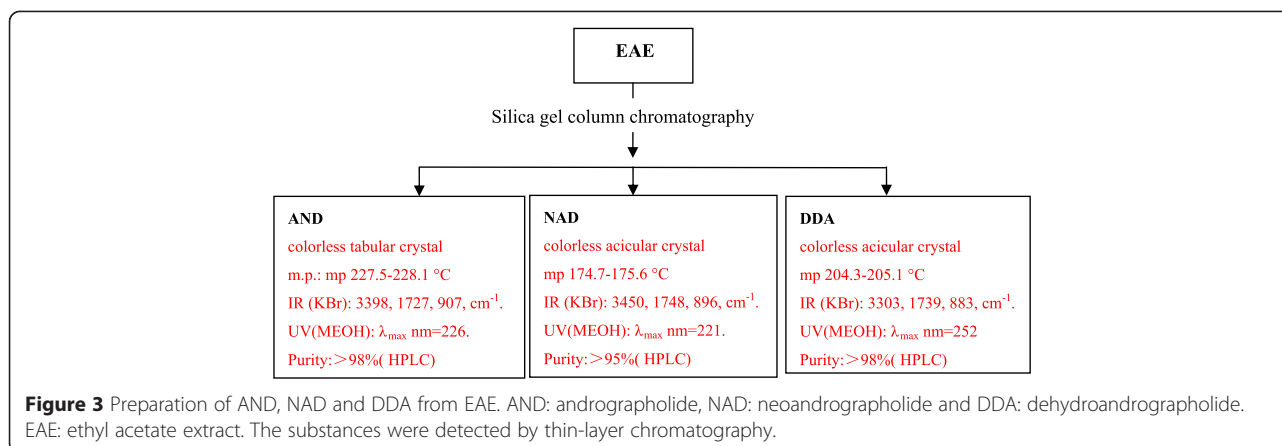 EAE
Silica gel column chromatography
AND
colorless tabular crystal
m.p.: mp 227.5-228.1 °C
IR (KBr): 3398, 1727, 907, cm⁻¹.
UV(MEOH): λmax nm=226.
Purity:＞98%( HPLC)
NAD
colorless acicular crystal
mp 174.7-175.6 °C
IR (KBr): 3450, 1748, 896, cm⁻¹.
UV(MEOH): λmax nm=221.
Purity:＞95%( HPLC)
DDA
colorless acicular crystal
mp 204.3-205.1 °C
IR (KBr): 3303, 1739, 883, cm⁻¹.
UV(MEOH): λmax nm=252
Purity:＞98%( HPLC)
Figure 3 Preparation of AND, NAD and DDA from EAE. AND: andrographolide, NAD: neoandrographolide and DDA: dehydroandrographolide.
EAE: ethyl acetate extract. The substances were detected by thin-layer chromatography.